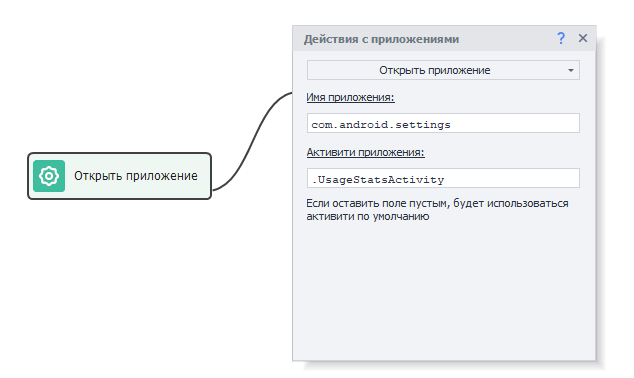 Действия с приложениями
?
Открыть приложение
Имя приложения:
com.android.settings
Открыть приложение
Активити приложения:
.UsageStatsActivity
Если оставить поле пустым, будет использоваться
активити по умолчанию